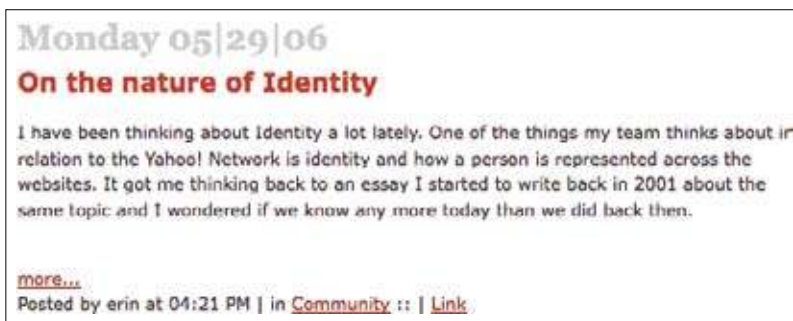 Monday 05|29|06
On the nature of Identity
I have been thinking about Identity a lot lately. One of the things my team thinks about in
relation to the Yahoo! Network is identity and how a person is represented across the
websites. It got me thinking back to an essay I started to write back in 2001 about the
same topic and I wondered if we know any more today than we did back then.
more...
Posted by erin at 04:21 PM | in Community :: | Link